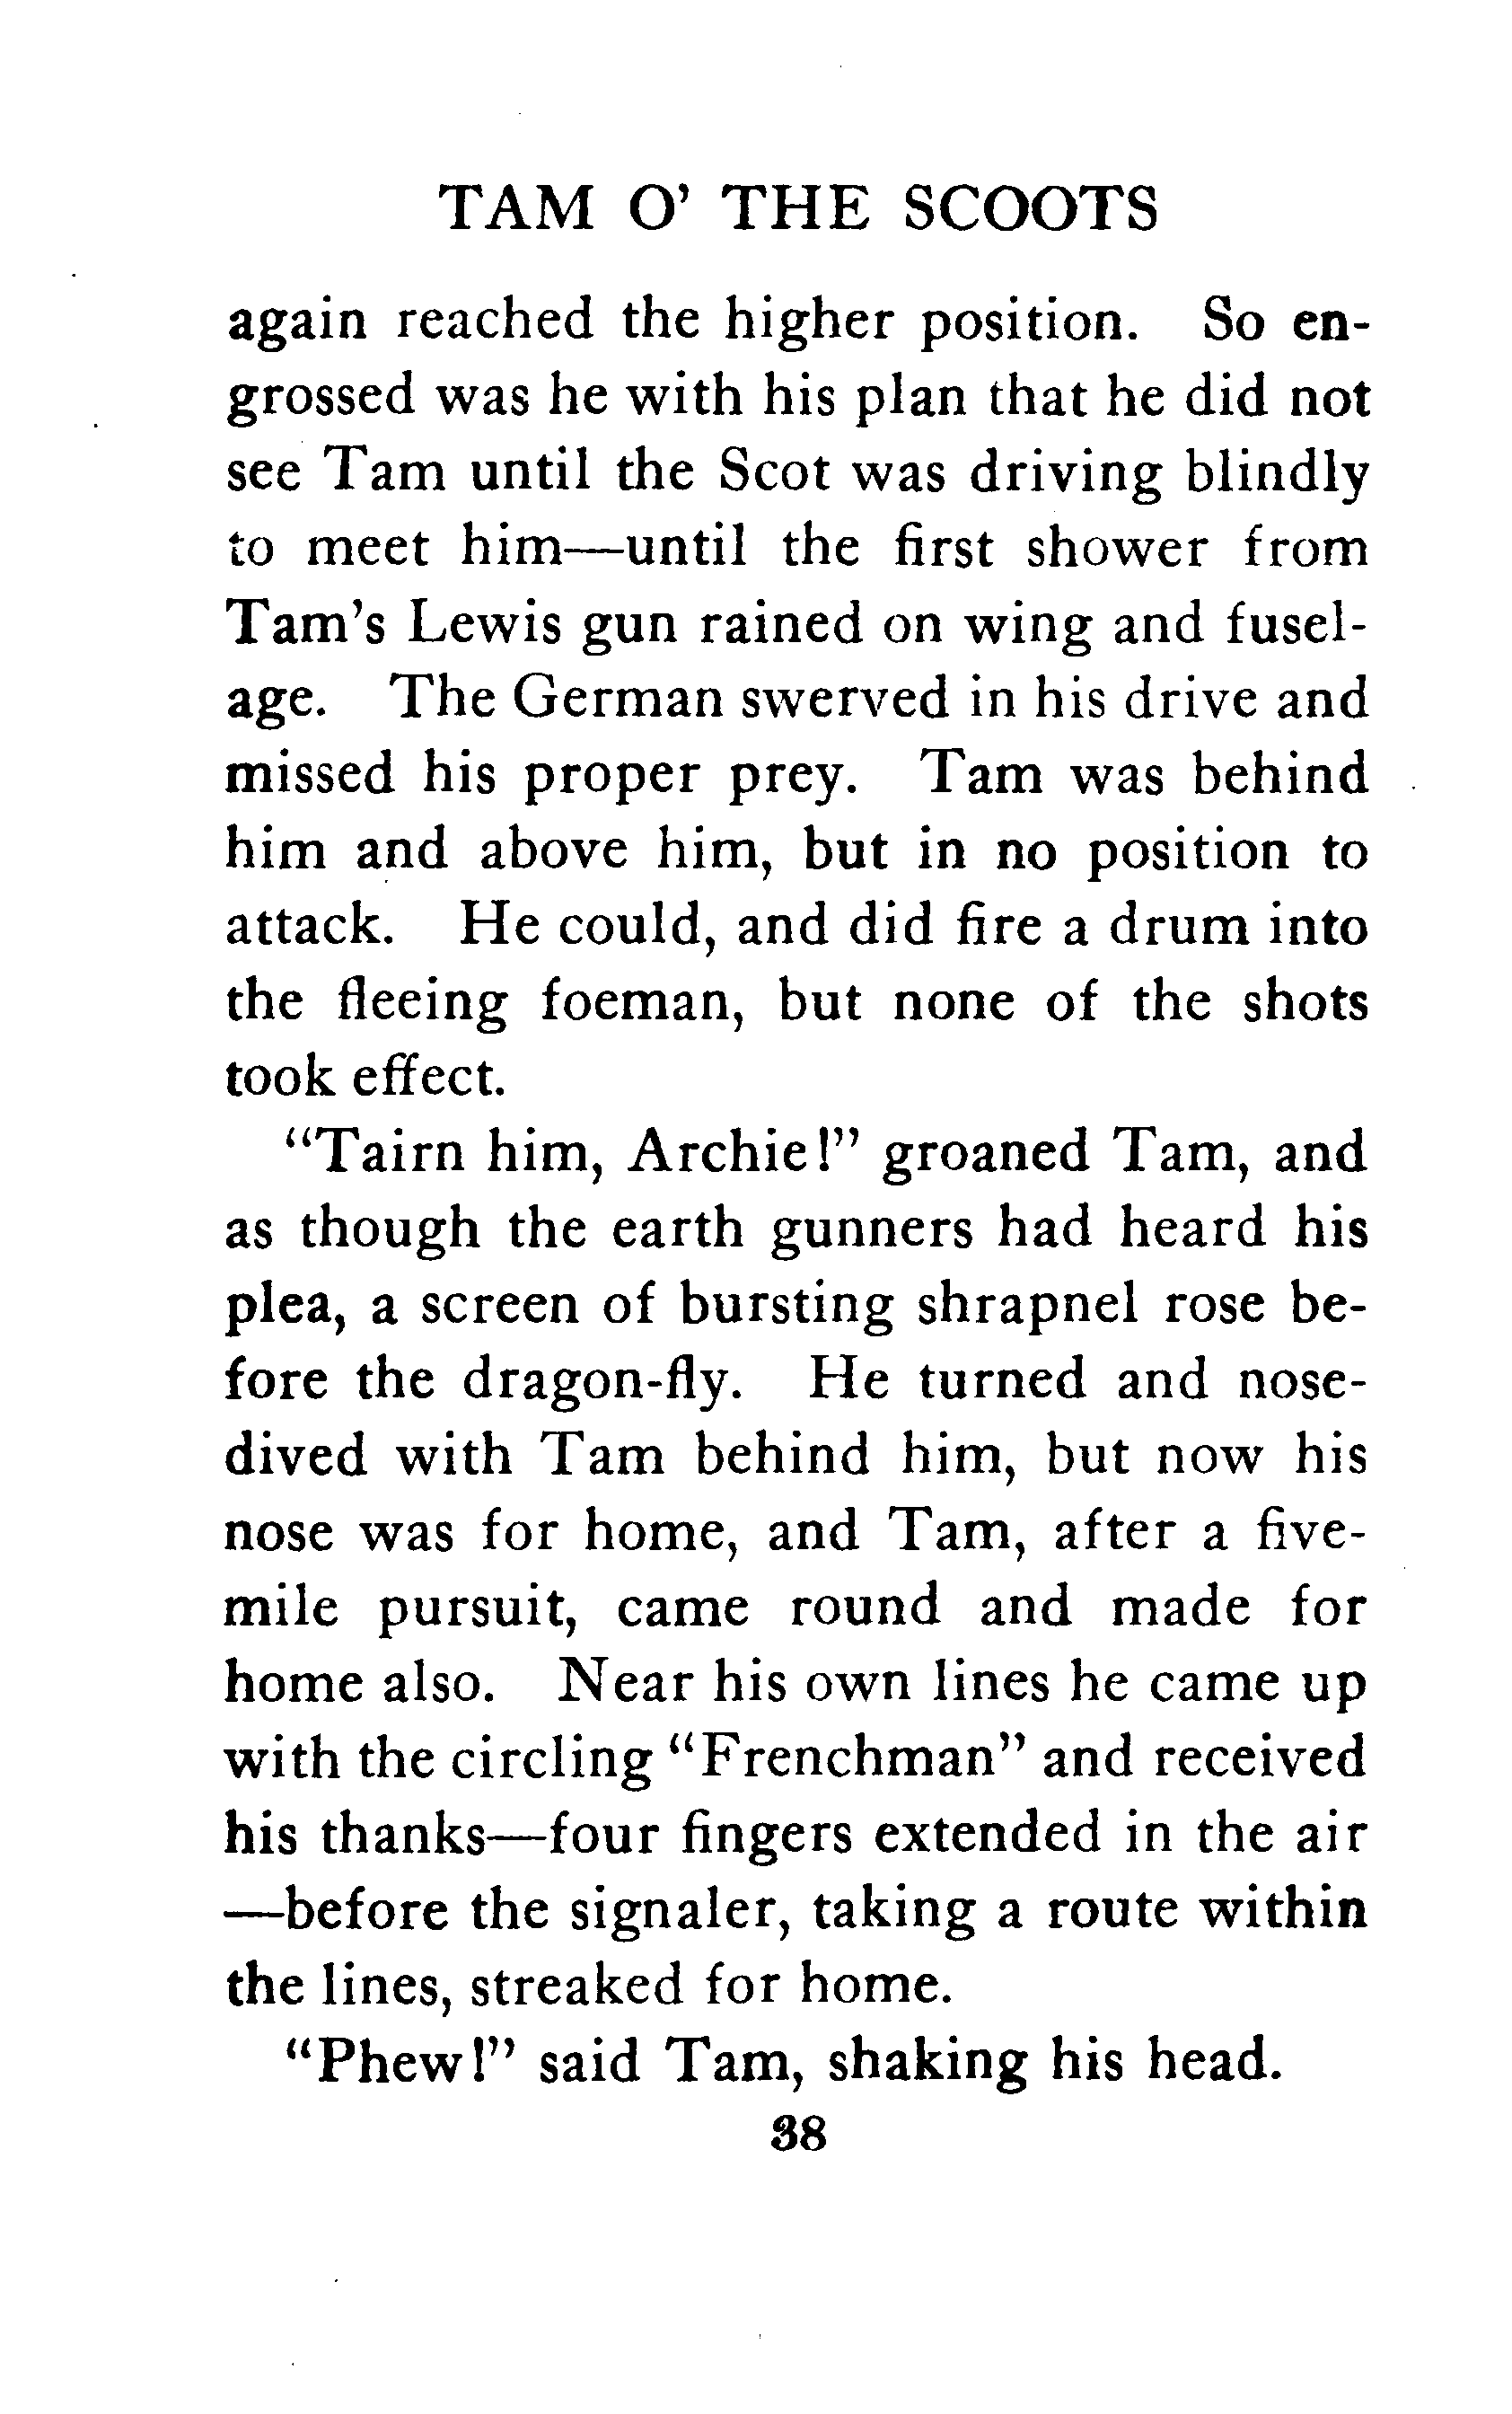 TAM O' THE SCOOTS
again reached the higher position. So en-
grossed was he with his plan that he did not
see Tam until the Scot was driving blindly
to meet him—until the first shower from
Tam's Lewis gun rained on wing and fusel-
age. The German swerved in his drive and
missed his proper prey. Tam was behind
him and above him, but in no position to
attack. He could, and did fire a drum into
the fleeing foeman, but none of the shots
took effect.
"Tairn him, Archie!" groaned Tam, and
as though the earth gunners had heard his
plea, a screen of bursting shrapnel rose be-
fore the dragon-fly. He turned and nose-
dived with Tam behind him, but now his
nose was for home, and Tam, after a five-
mile pursuit, came round and made for
home also. Near his own lines he came up
with the circling "Frenchman" and received
his thanks—four fingers extended in the air
—before the signaler, taking a route within
the lines, streaked for home.
"Phew!" said Tam, shaking his head.
38